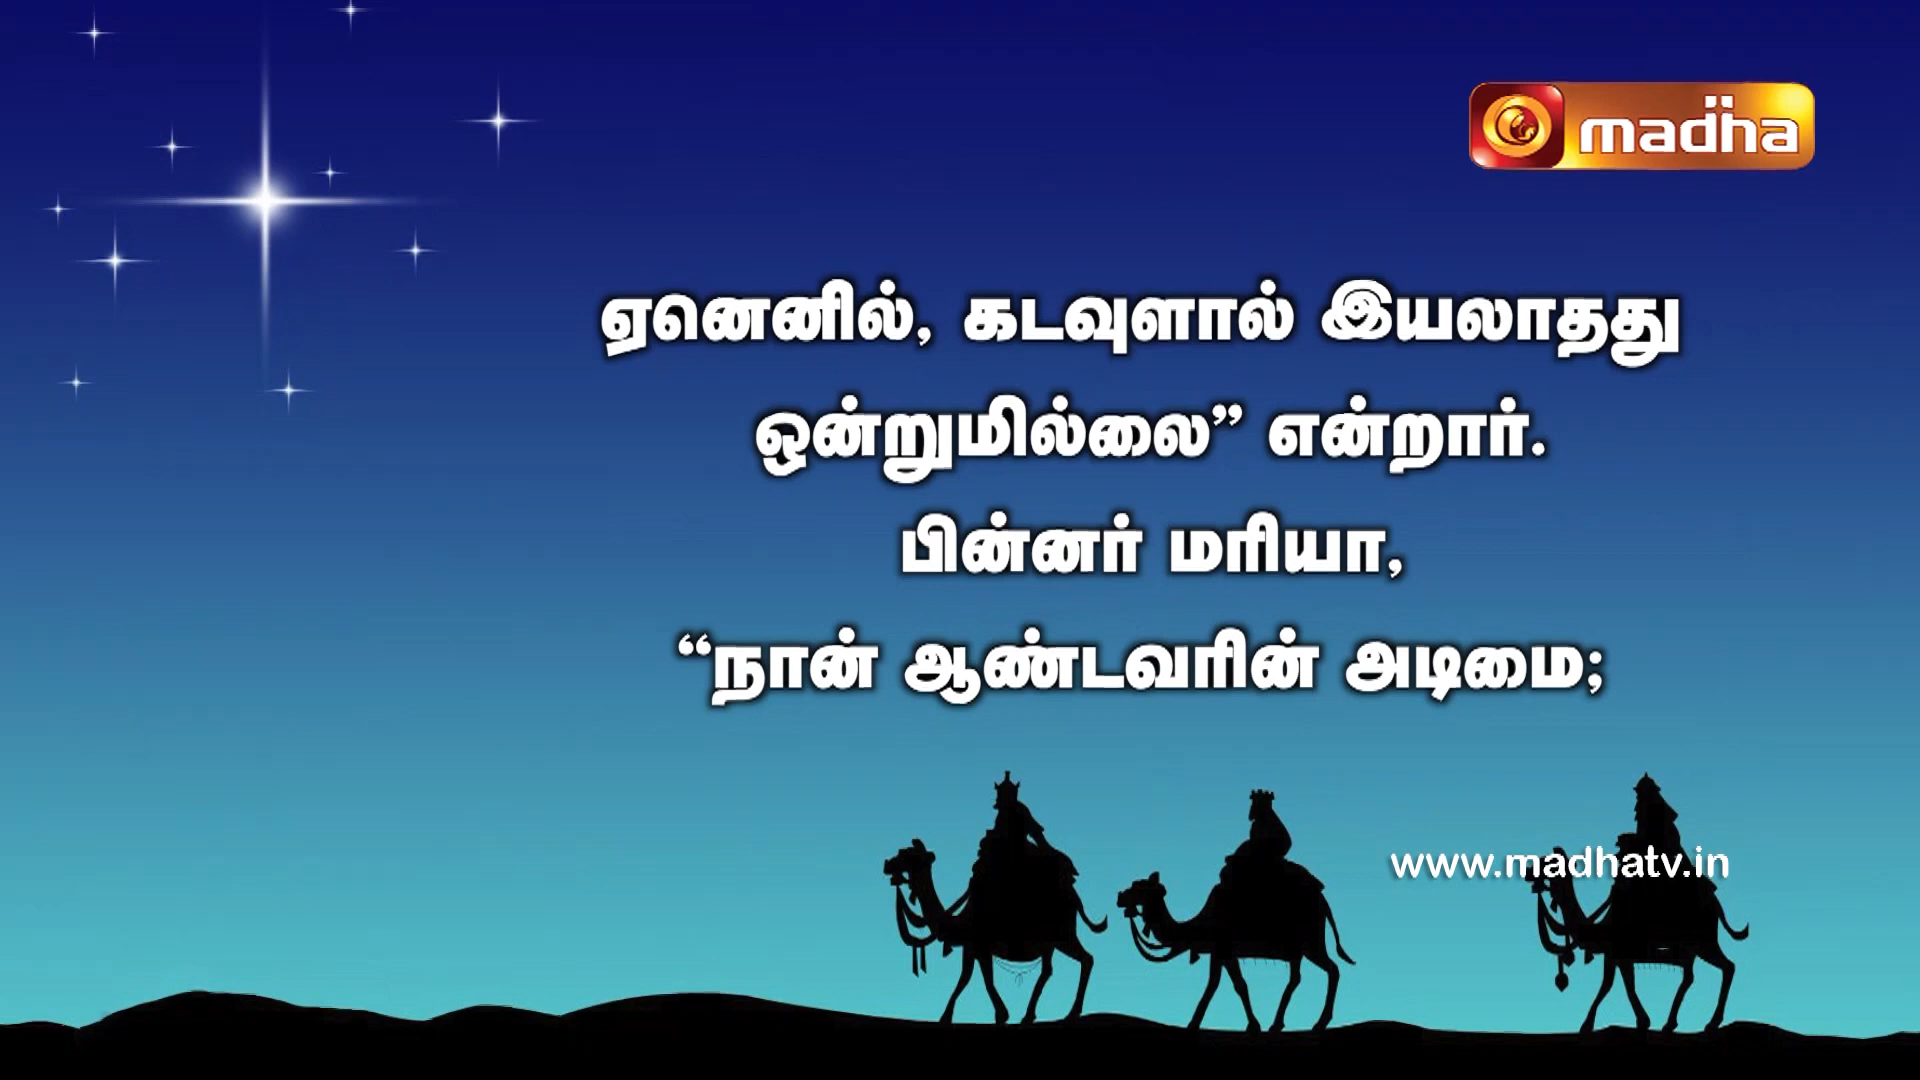 madha
ஏனெனில், கடவுளால் இயலாதது
ஒன்றுமில்லை” என்றார்.
பின்னர் மரியா,
“நான் ஆண்டவரின் அடிமை;
www.madhatv.in